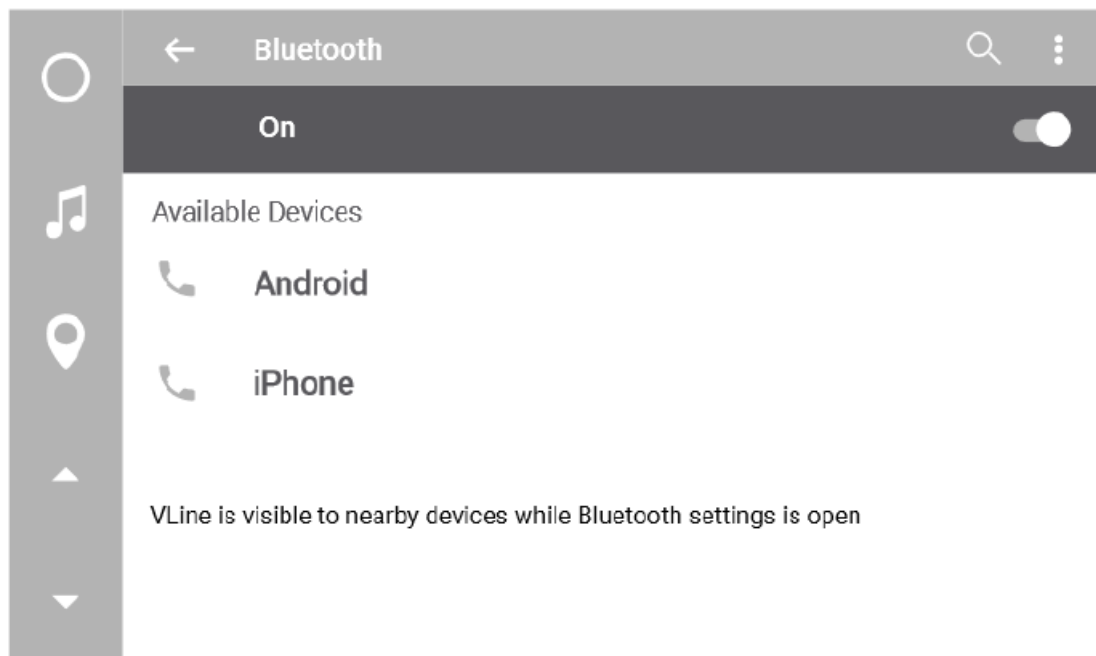 Bluetooth
On
Available Devices
Android
iPhone
VLine is visible to nearby devices while Bluetooth settings is open